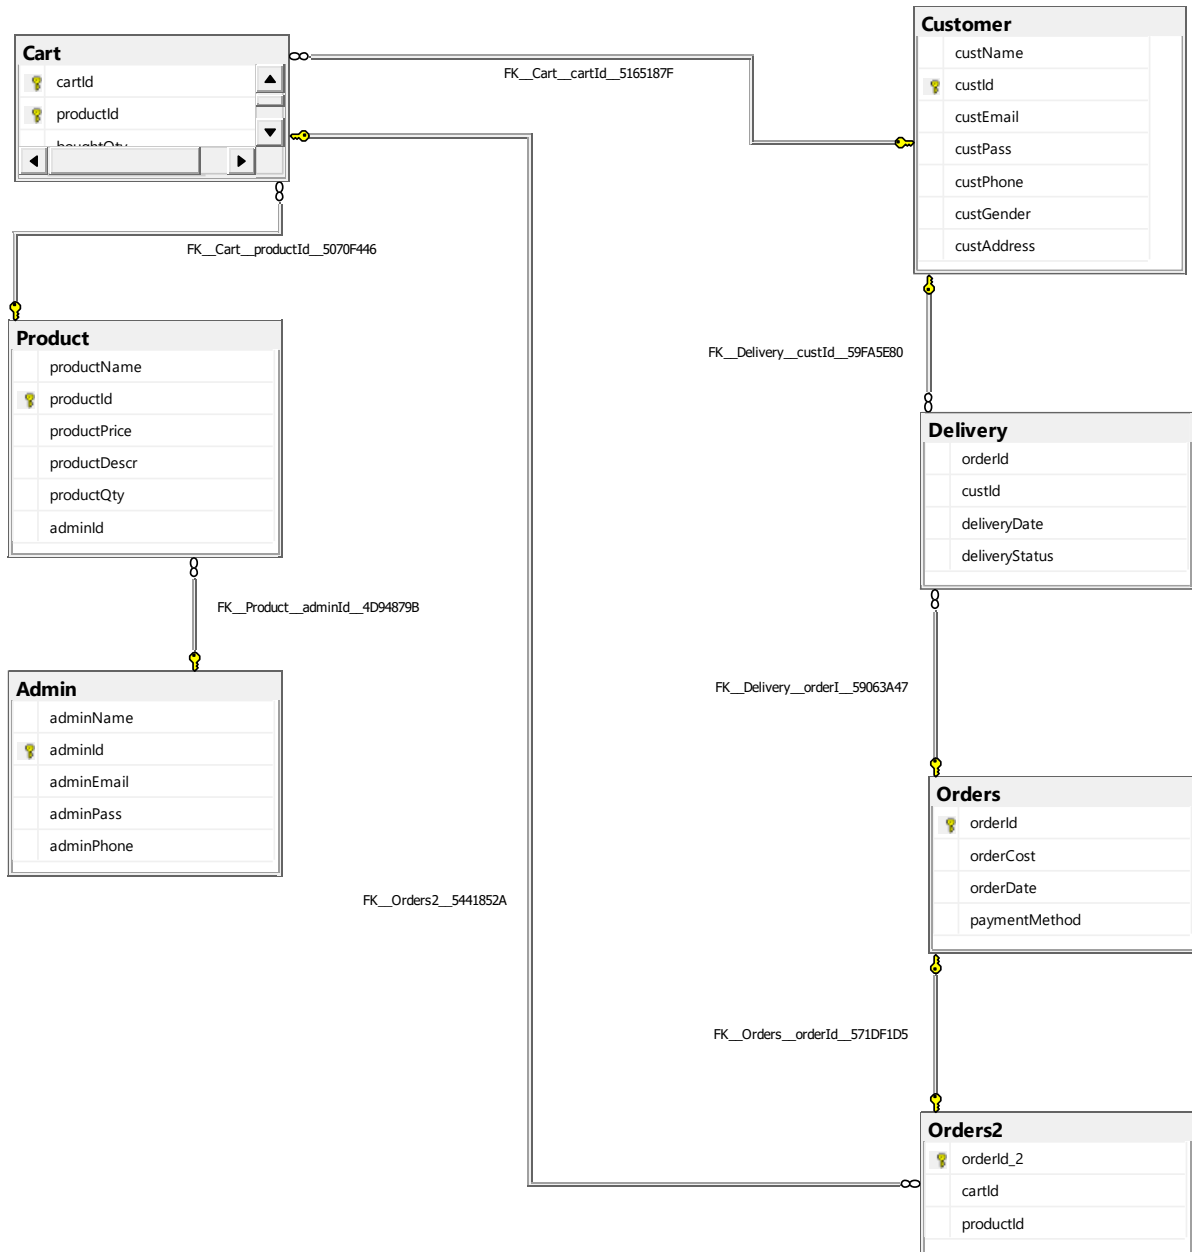 Cart
cartId
productId
boughtQty
FK__Cart__cartId__5165187F
Customer
custName
custId
custEmail
custPass
custPhone
custGender
custAddress
FK__Cart__productId__5070F446
Product
productName
productId
productPrice
productDescr
productQty
adminId
FK__Delivery__custId__59FA5E80
Delivery
orderId
custId
deliveryDate
deliveryStatus
FK__Product__adminId__4D94879B
Admin
adminName
adminId
adminEmail
adminPass
adminPhone
FK__Delivery__orderI__59063A47
Orders
orderId
orderCost
orderDate
paymentMethod
FK__Orders2__5441852A
FK__Orders__orderId__571DF1D5
Orders2
orderId_2
cartId
productId